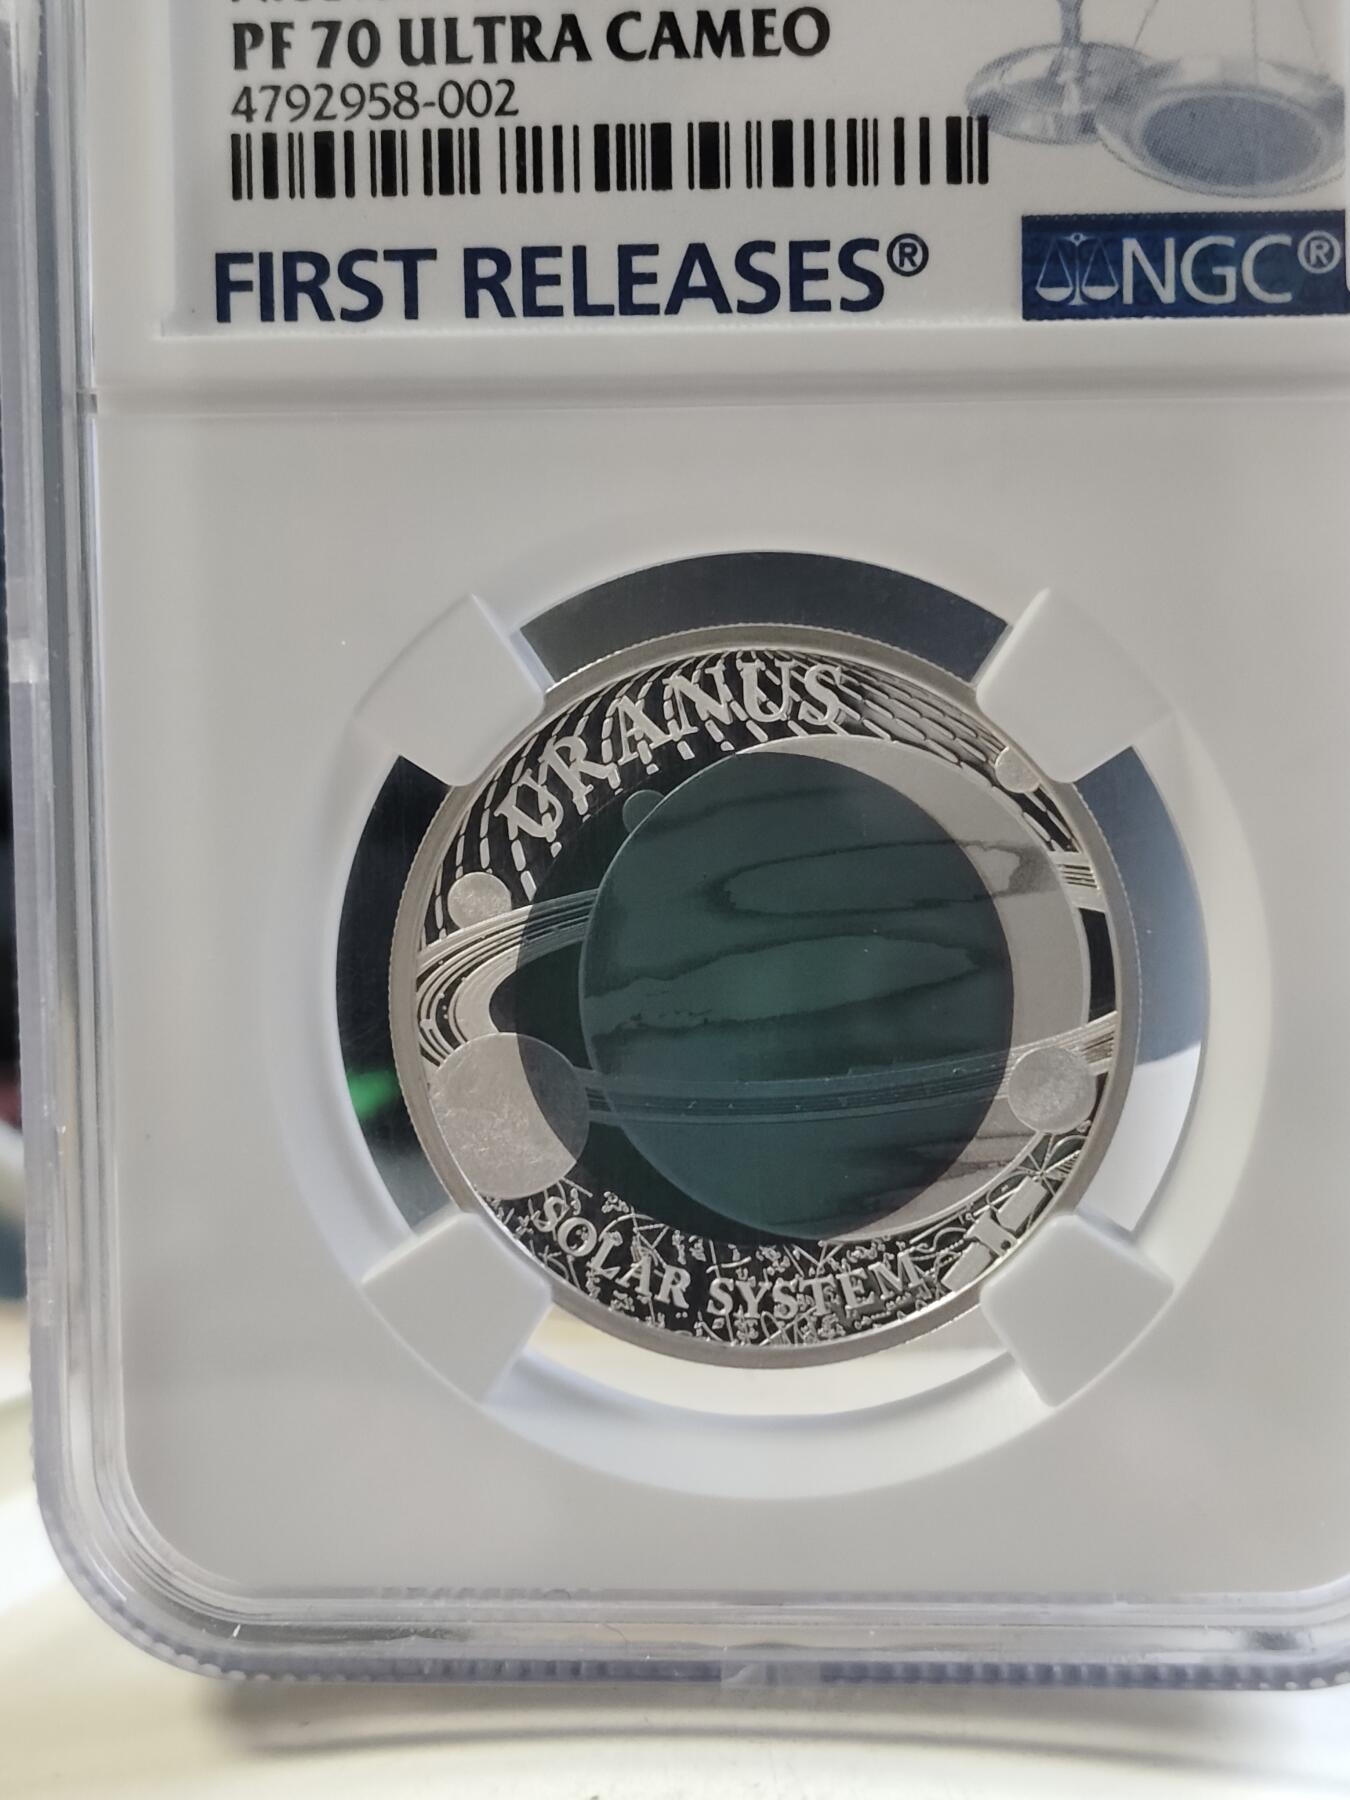 PF 70 ULTRA CAMEO
4792958-002
FIRST RELEASES®
NGC®
URANUS
SOLAR SYSTEM